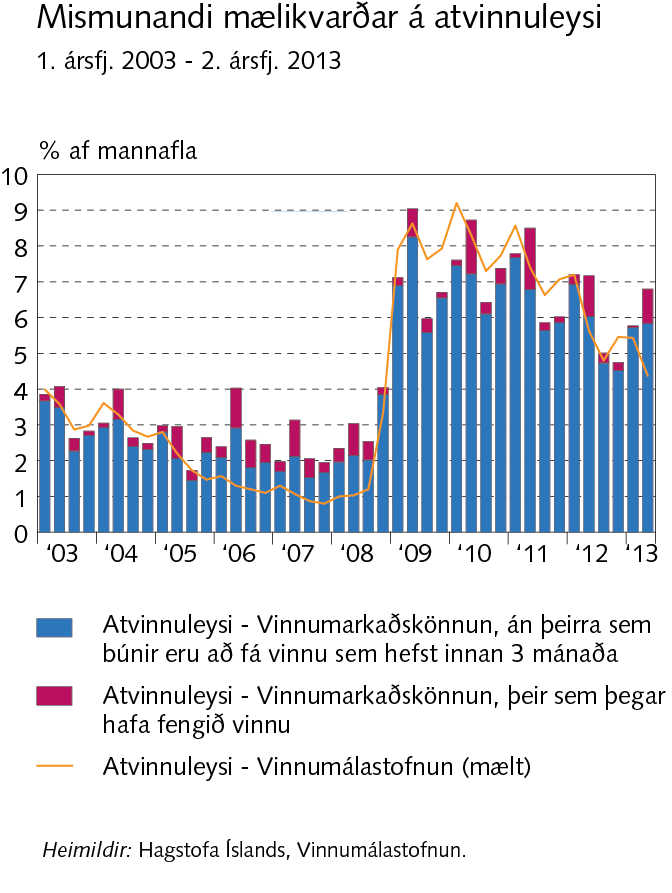 Mismunandi mælikvarðar á atvinnuleysi
1. ársfj. 2003 - 2. ársfj. 2013
% af mannafla
10
9
8
7
6
5
4
3
2
1
0
‘03 ‘04 ‘05 ‘06 ‘07 ‘08 ‘09 ‘10 ‘11 ‘12 ‘13
Atvinnuleysi - Vinnumarkaðskönnun, án þeirra sem
búnir eru að fá vinnu sem hefst innan 3 mánaða
Atvinnuleysi - Vinnumarkaðskönnun, þeir sem þegar
hafa fengið vinnu
Atvinnuleysi - Vinnumálastofnun (mælt)
Heimildir: Hagstofa Íslands, Vinnumálastofnun.